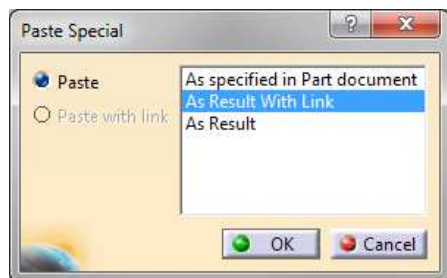 Paste Special
Paste
Paste with link
As specified in Part document
As Result With Link
As Result
OK
Cancel